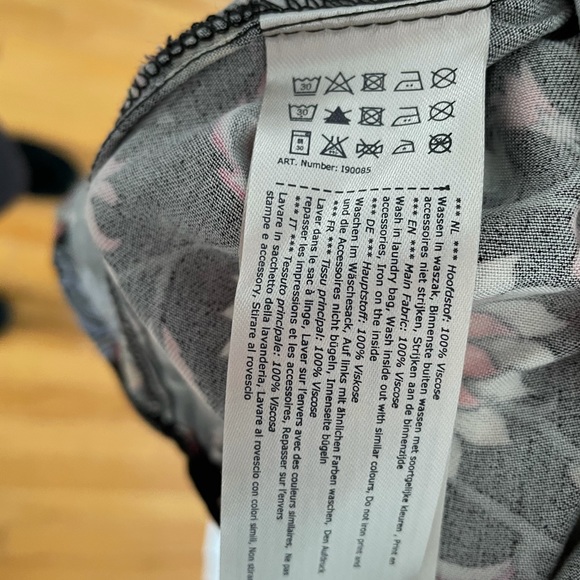 30
30
30
ART. Number: I90085
*** NL *** Hoofdstof: 100% Viscose
Wassen in waszak, Binnenste buiten wassen met soortgelijke kleuren , Print en
accessoires niet strijken, Strijken aan de binnenzijde
*** EN *** Main Fabric: 100% Viscose
Wash in laundry bag, Wash inside out with similar colours, Do not iron print and
accessories, Iron on the inside
*** DE *** Hauptstoff: 100% Viskose
Waschen im Wäschesack, Auf links mit ähnlichen Farben waschen, Den Aufdruck
und die Accessoires nicht bügeln, Innenseite bügeln
*** FR *** Tissu principal: 100% Viscose
Laver dans le sac à linge, Laver sur l'envers avec des couleurs similaires, Ne pas
repasser les impressions et les accessoires, Repasser sur l'envers
*** IT *** Tessuto principale: 100% Viscosa
Lavare in sacchetto della lavanderia, Lavare al rovescio con colori simili, Non stirare
stampe e accessory, Stirare al rovescio